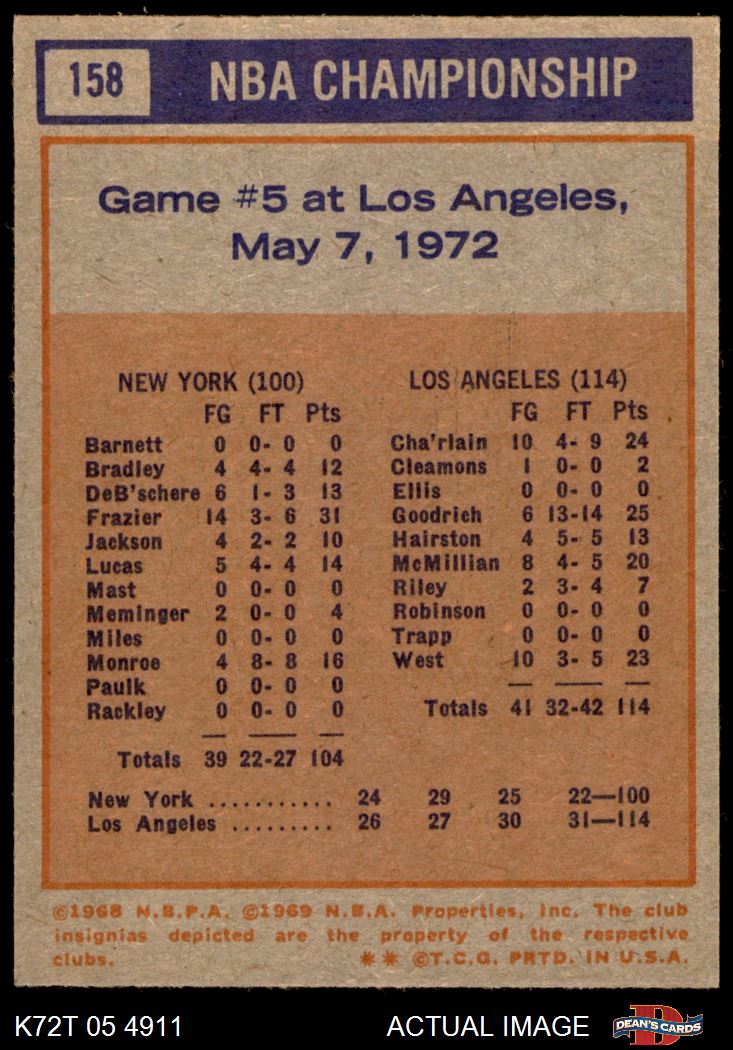 158 NBA CHAMPIONSHIP
Game #5 at Los Angeles,
May 7, 1972
NEW YORK (100)
FG FT Pts
Barnett 0 0- 0 0
Bradley 4 4- 4 12
DeB'schere 6 1- 3 13
Frazier 14 3- 6 31
Jackson 4 2- 2 10
Lucas 5 4- 4 14
Mast 0 0- 0 0
Meminger 2 0- 0 4
Miles 0 0- 0 0
Monroe 4 8- 8 16
Paulk 0 0- 0 0
Rackley 0 0- 0 0
Totals 39 22-27 104
LOS ANGELES (114)
FG FT Pts
Cha'rlain 10 4- 9 24
Cleamons 1 0- 0 2
Ellis 0 0- 0 0
Goodrich 6 13-14 25
Hairston 4 5- 5 13
McMillian 8 4- 5 20
Riley 2 3- 4 7
Robinson 0 0- 0 0
Trapp 0 0- 0 0
West 10 3- 5 23
Totals 41 32-42 114
New York ........... 24 29 25 22—100
Los Angeles ......... 26 27 30 31—114
©1968 N.B.P.A. ©1969 N.B.A. Properties, Inc. The club
insignias depicted are the property of the respective
clubs. ** ©T.C.G. PRTD. IN U.S.A.
K72T 05 4911 ACTUAL IMAGE D DEAN'S CARDS